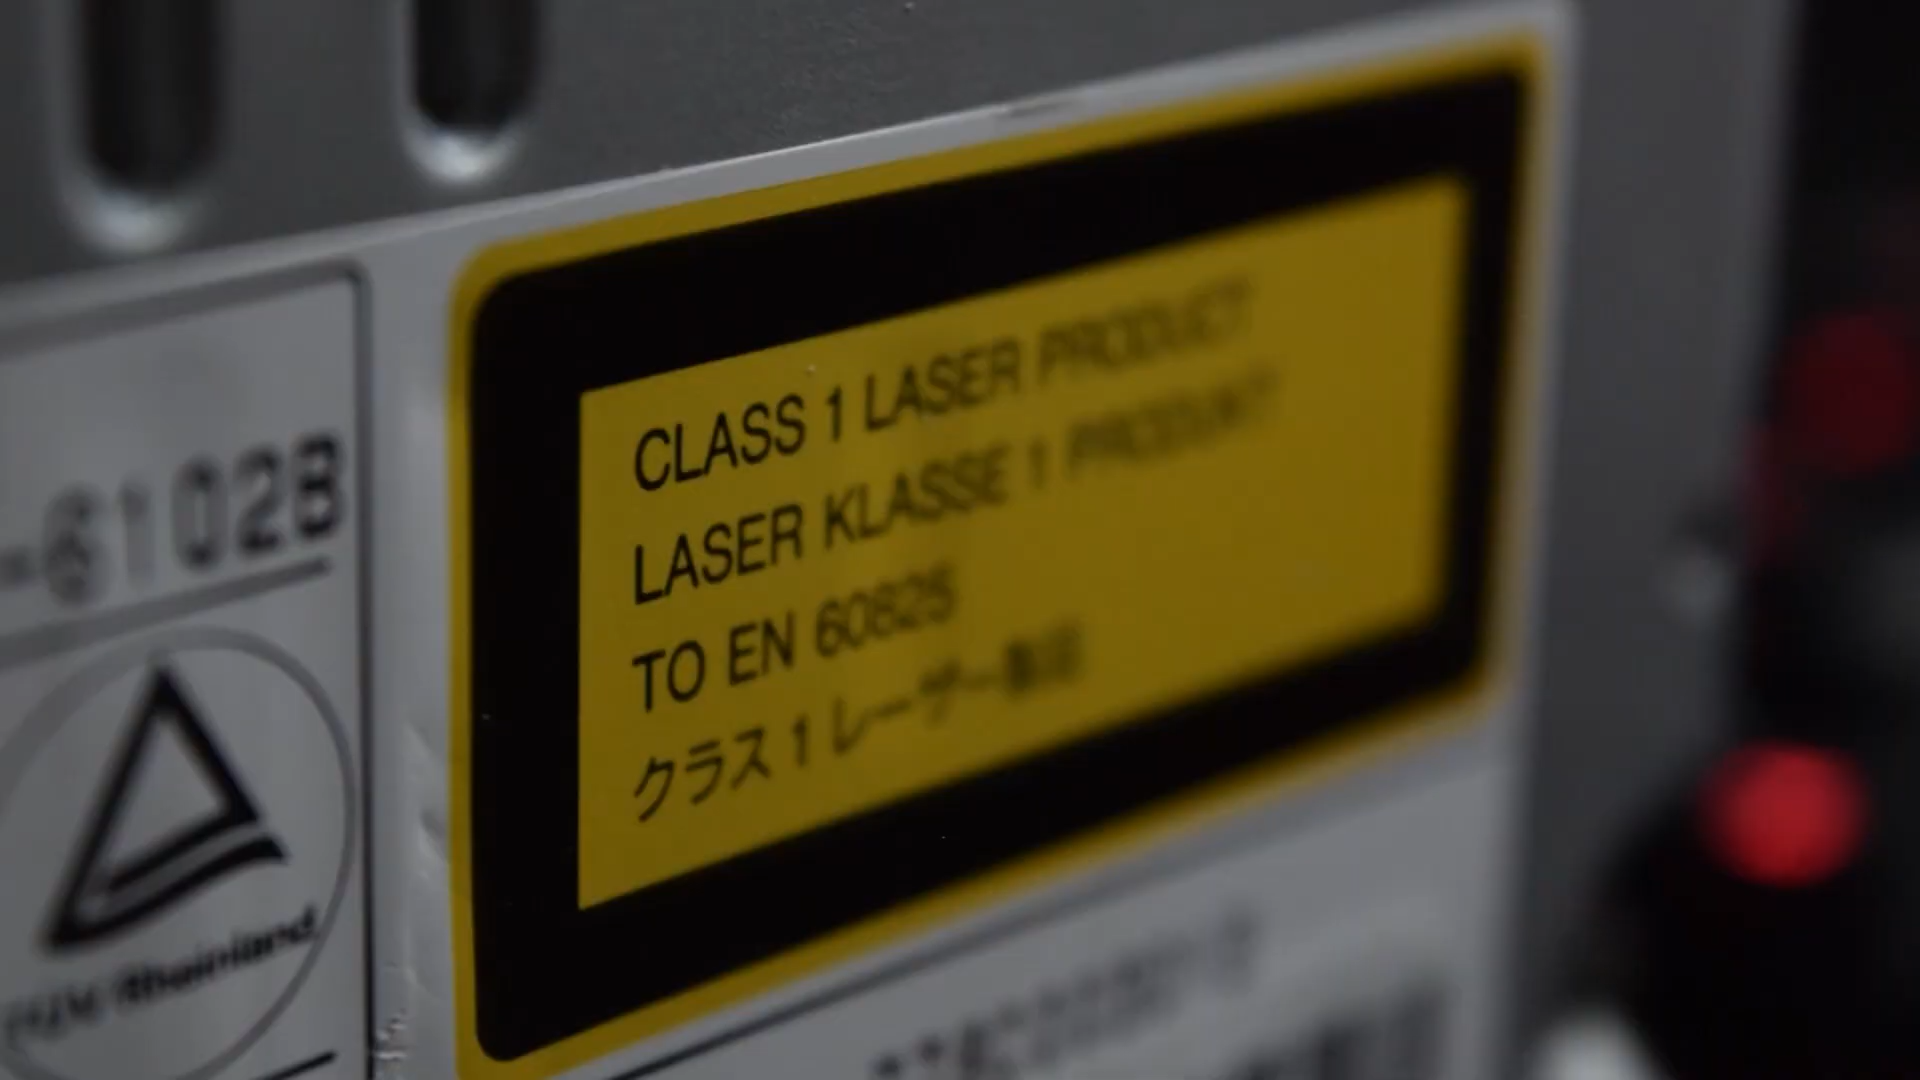 -6102B
TÜV Rheinland
CLASS 1 LASER PRODUCT
LASER KLASSE 1 PRODUKT
TO EN 60825
クラス 1 レーザー製品